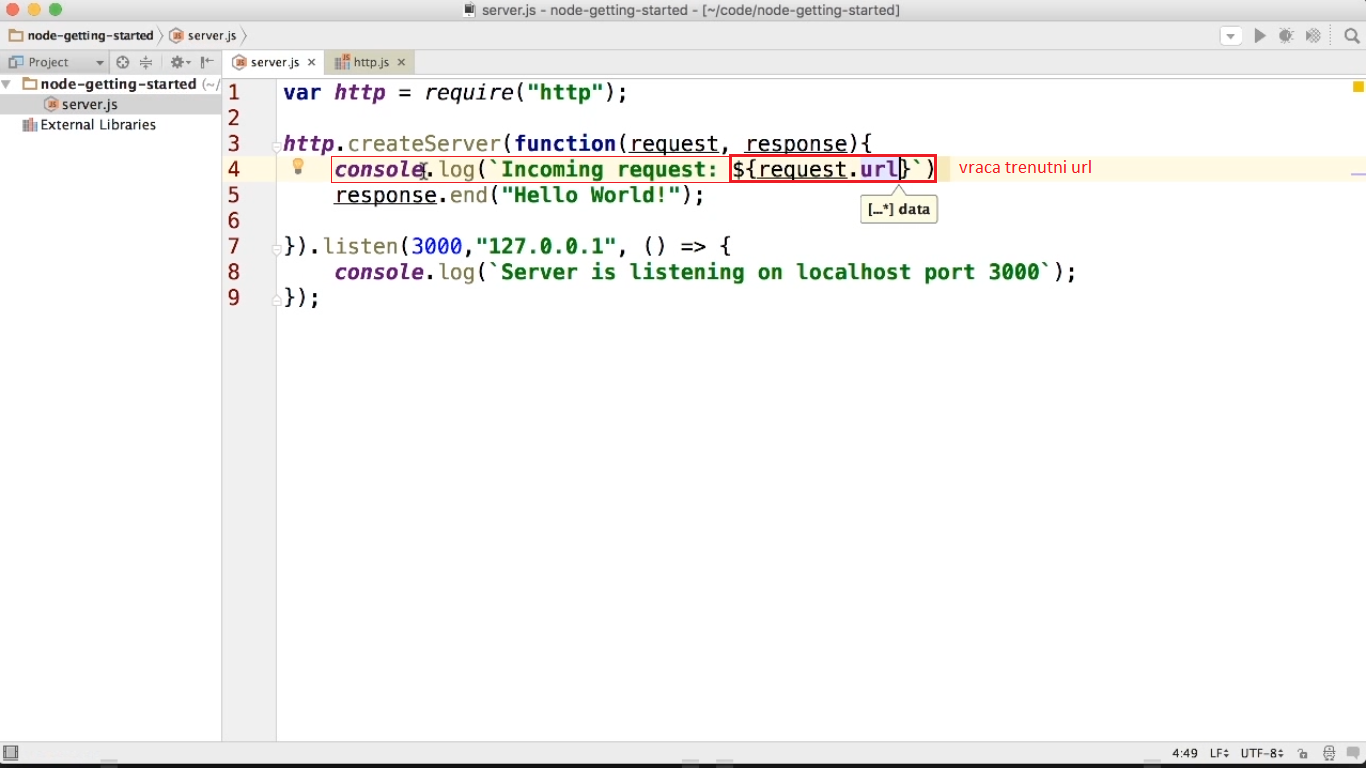 server.js - node-getting-started - [~/code/node-getting-started]
node-getting-started server.js
Project server.js × http.js ×
node-getting-started (~/
server.js
External Libraries
1 var http = require("http");
2
3 http.createServer(function(request, response){
4 console.log(`Incoming request: ${request.url}`) vraca trenutni url
5 response.end("Hello World!");
[...*] data
6
7 }).listen(3000,"127.0.0.1", () => {
8 console.log(`Server is listening on localhost port 3000`);
9 });
4:49 LF÷ UTF-8÷